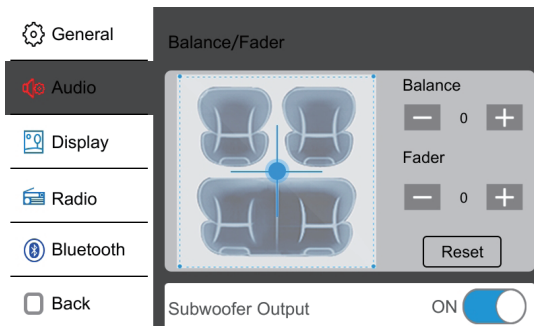 General
Audio
Display
Radio
Bluetooth
Back
Balance/Fader
Balance
0
Fader
0
Reset
Subwoofer Output
ON